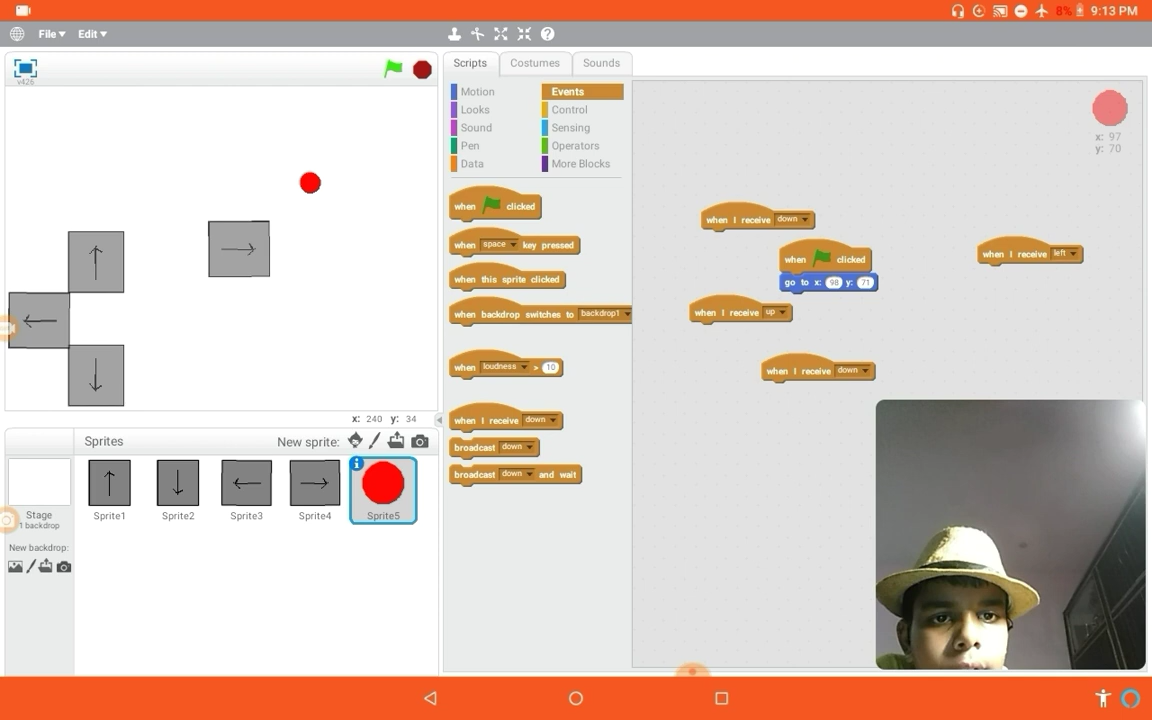 8% 9:13 PM
File Edit
v426
Scripts Costumes Sounds
Motion Events
Looks Control
Sound Sensing
Pen Operators
Data More Blocks
when clicked
when space key pressed
when this sprite clicked
when backdrop switches to backdrop1
when loudness > 10
when I receive down
broadcast down
broadcast down and wait
x: 97
y: 70
when I receive down
when clicked
go to x: 98 y: 71
when I receive left
when I receive up
when I receive down
x: 240 y: 34
Sprites New sprite:
Stage
1 backdrop
New backdrop:
Sprite1 Sprite2 Sprite3 Sprite4 Sprite5